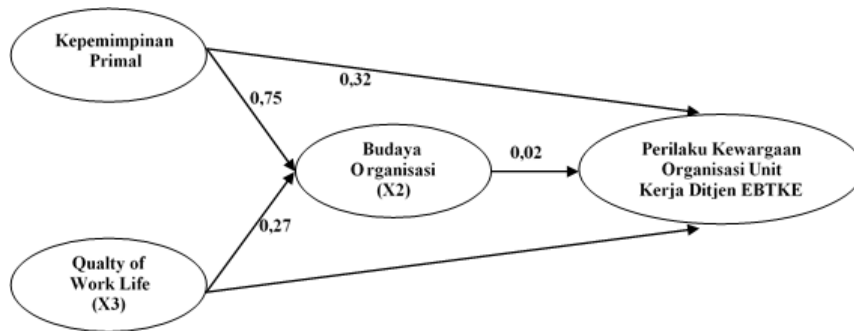 Kepemimpinan
Primal
0,32
0,75
Budaya
Organisasi
(X2)
0,02
Perilaku Kewargaan
Organisasi Unit
Kerja Ditjen EBTKE
0,27
Qualty of
Work Life
(X3)